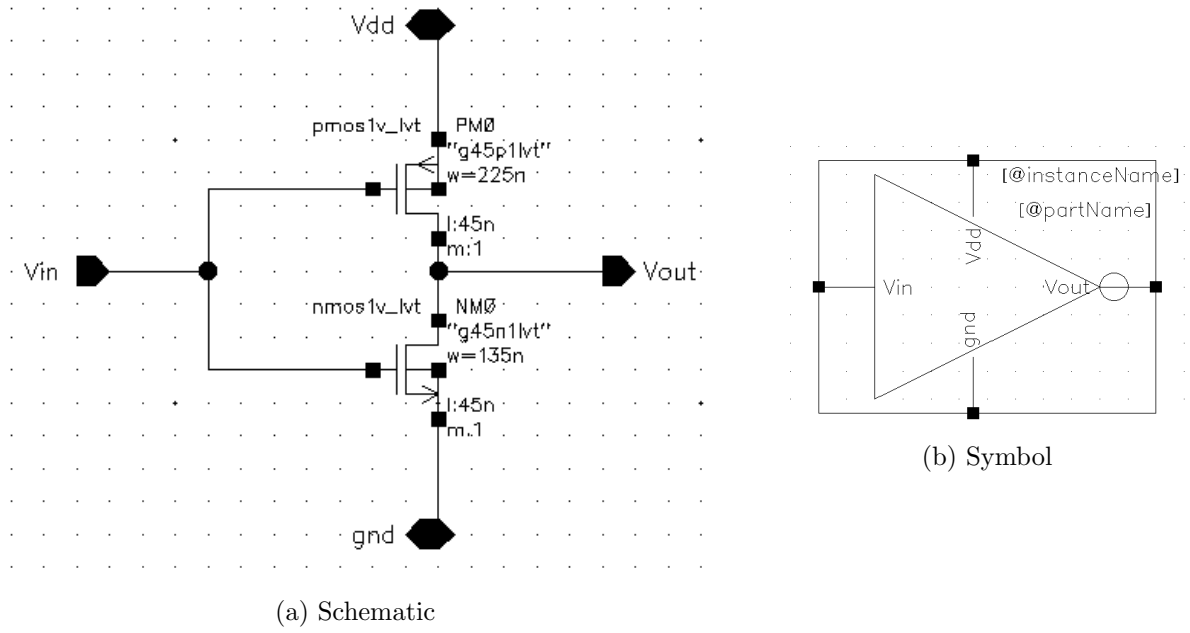 Vdd
pmos1v_lvt PM0
"g45p1lvt"
w=225n
l:45n
m:1
Vin
Vout
nmos1v_lvt NM0
"g45n1lvt"
w=135n
l:45n
m:1
gnd
(a) Schematic
[@instanceName]
[@partName]
Vdd
Vin
Vout
gnd
(b) Symbol